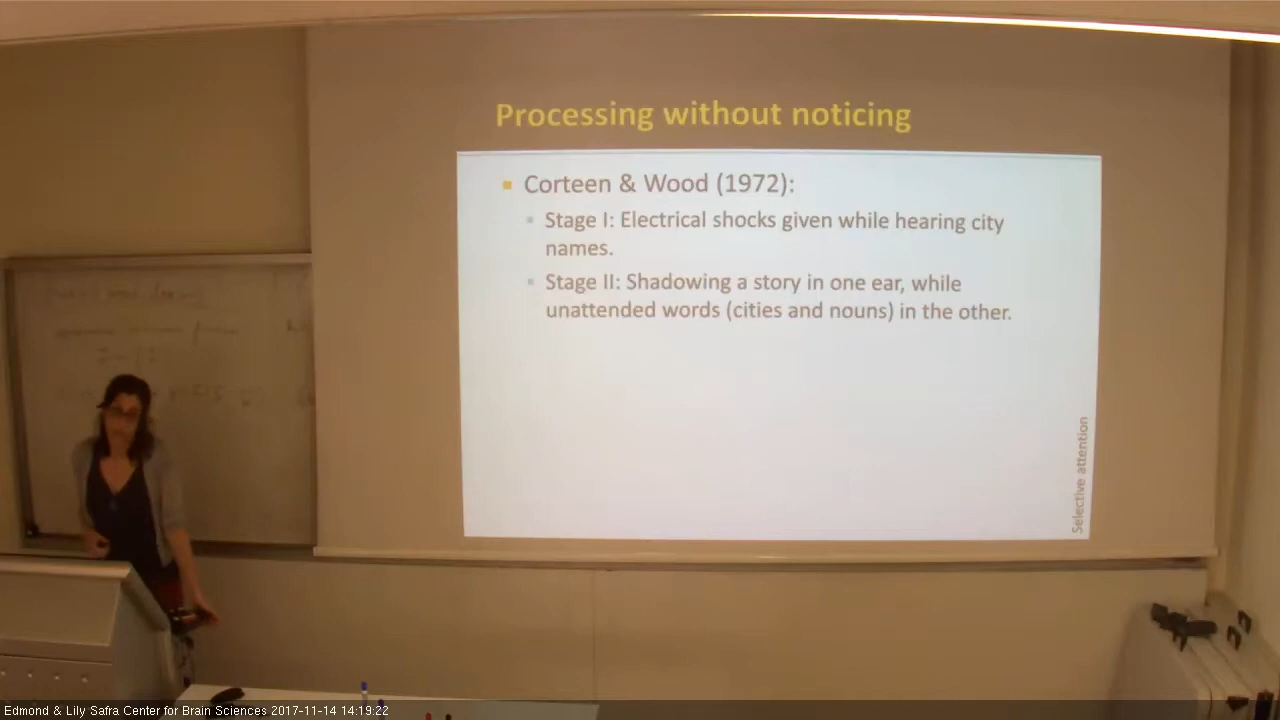 Processing without noticing
Corteen & Wood (1972):
Stage I: Electrical shocks given while hearing city
names.
Stage II: Shadowing a story in one ear, while
unattended words (cities and nouns) in the other.
Selective attention
Edmond & Lily Safra Center for Brain Sciences 2017-11-14 14:19:22